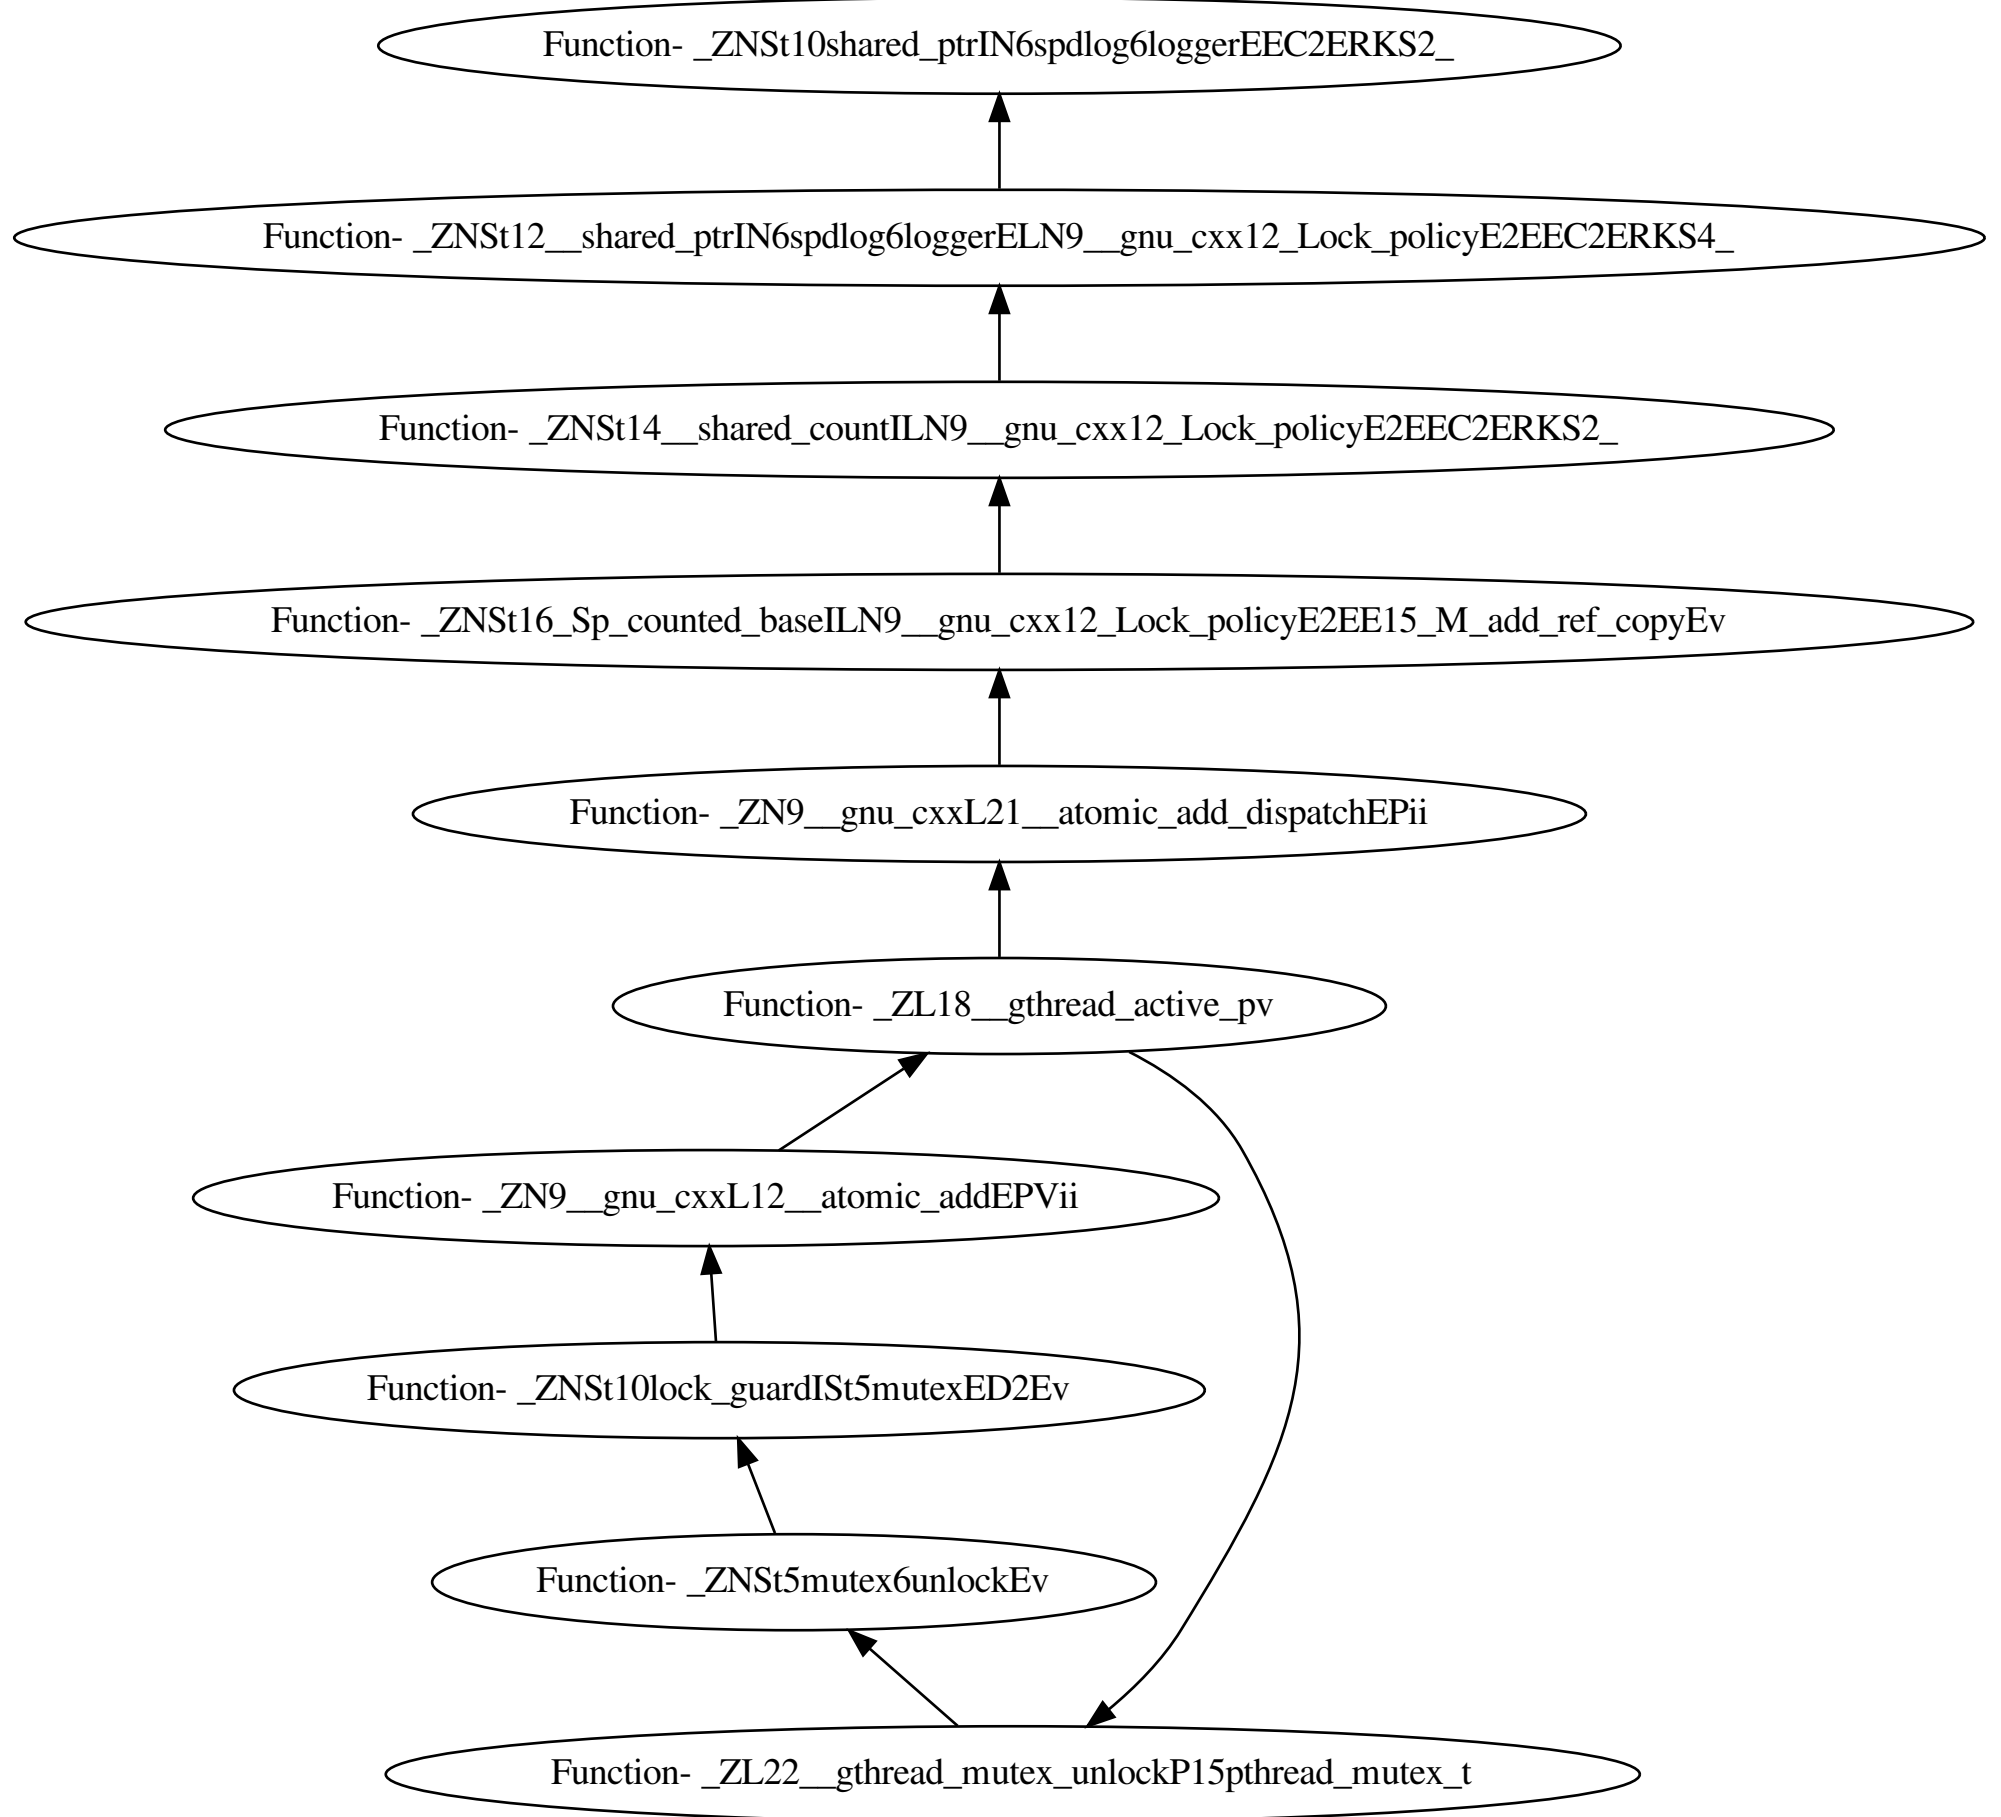 Function- _ZNSt10shared_ptrIN6spdlog6loggerEEC2ERKS2_
Function- _ZNSt12__shared_ptrIN6spdlog6loggerELN9__gnu_cxx12_Lock_policyE2EEC2ERKS4_
Function- _ZNSt14__shared_countILN9__gnu_cxx12_Lock_policyE2EEC2ERKS2_
Function- _ZNSt16_Sp_counted_baseILN9__gnu_cxx12_Lock_policyE2EE15_M_add_ref_copyEv
Function- _ZN9__gnu_cxxL21__atomic_add_dispatchEPii
Function- _ZL18__gthread_active_pv
Function- _ZN9__gnu_cxxL12__atomic_addEPVii
Function- _ZNSt10lock_guardISt5mutexED2Ev
Function- _ZNSt5mutex6unlockEv
Function- _ZL22__gthread_mutex_unlockP15pthread_mutex_t